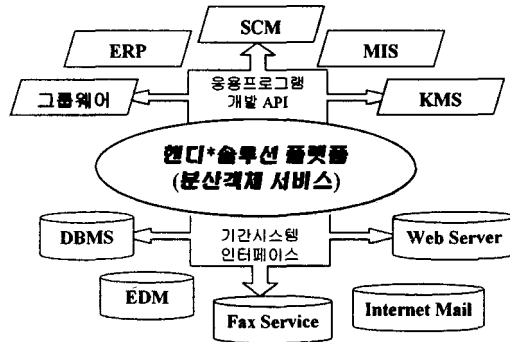 SCM
ERP
MIS
그룹웨어
응용프로그램
개발 API
KMS
핸디*솔루션 플랫폼
(분산객체 서비스)
DBMS
기간시스템
인터페이스
Web Server
EDM
Fax Service
Internet Mail